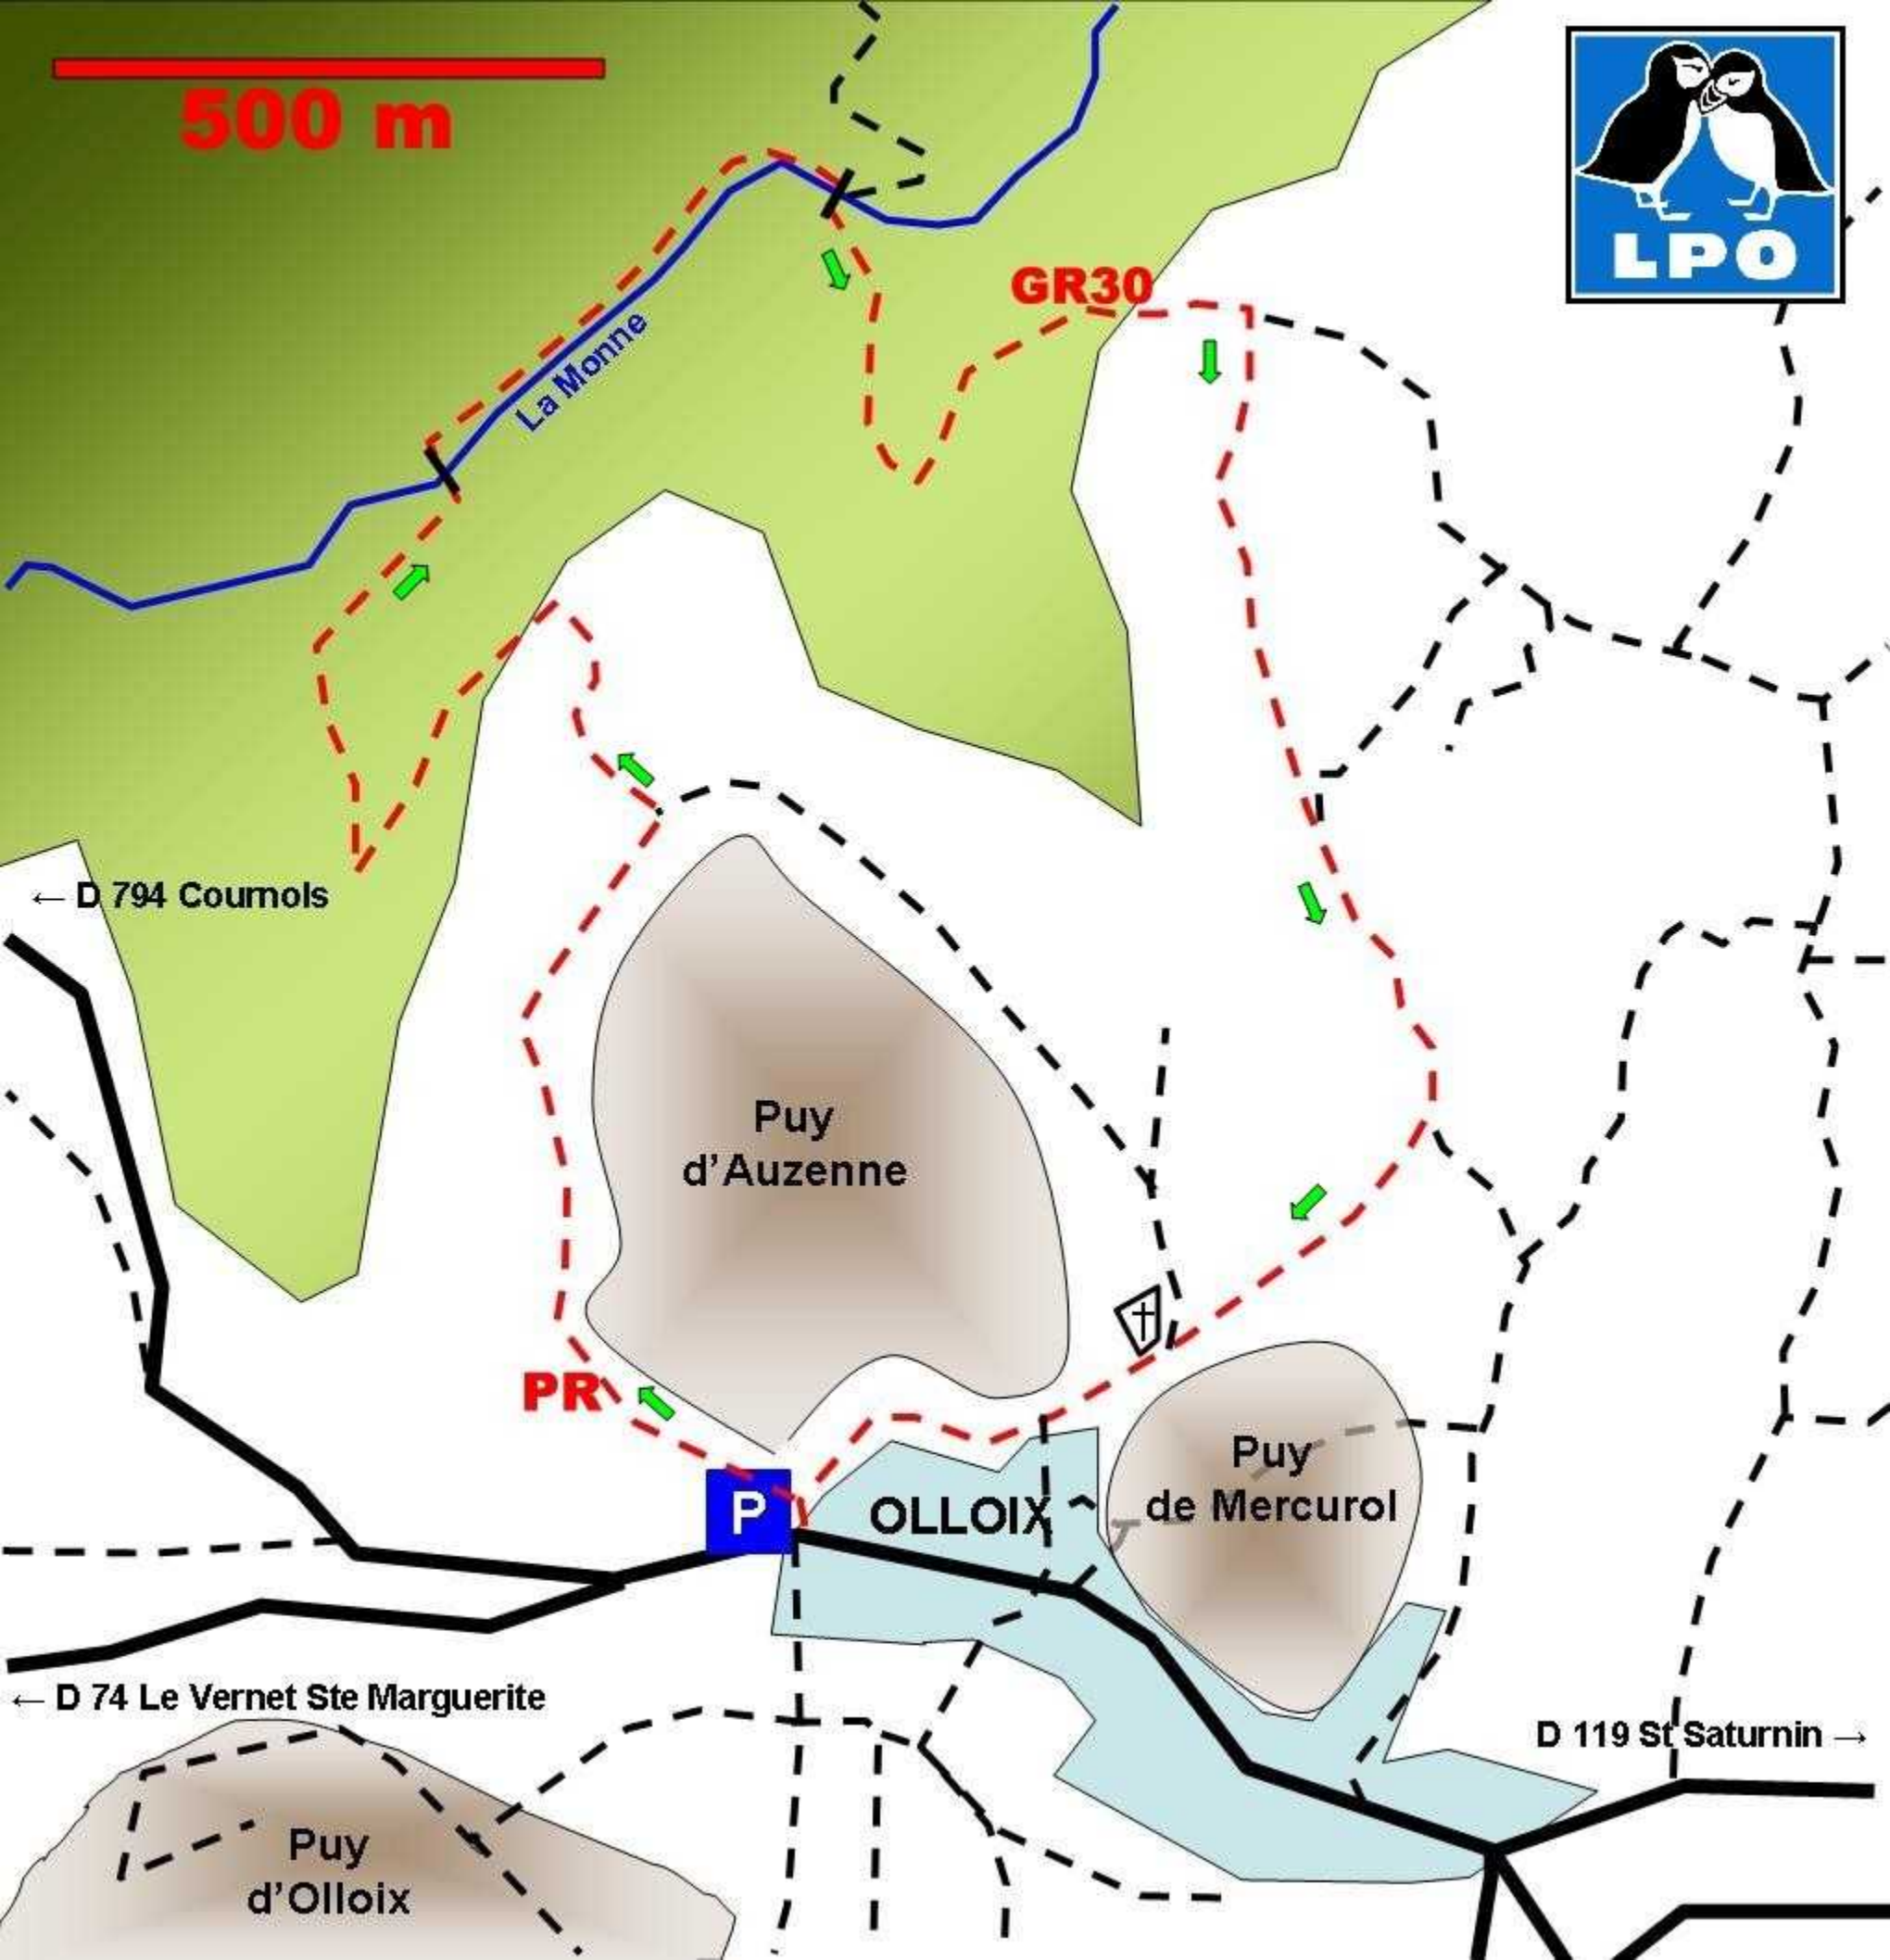 500 m
LPO
GR30
La Monne
← D 794 Cournols
Puy
d'Auzenne
PR
P
OLLOIX
Puy
de Mercurol
← D 74 Le Vernet Ste Marguerite
D 119 St Saturnin →
Puy
d'Olloix